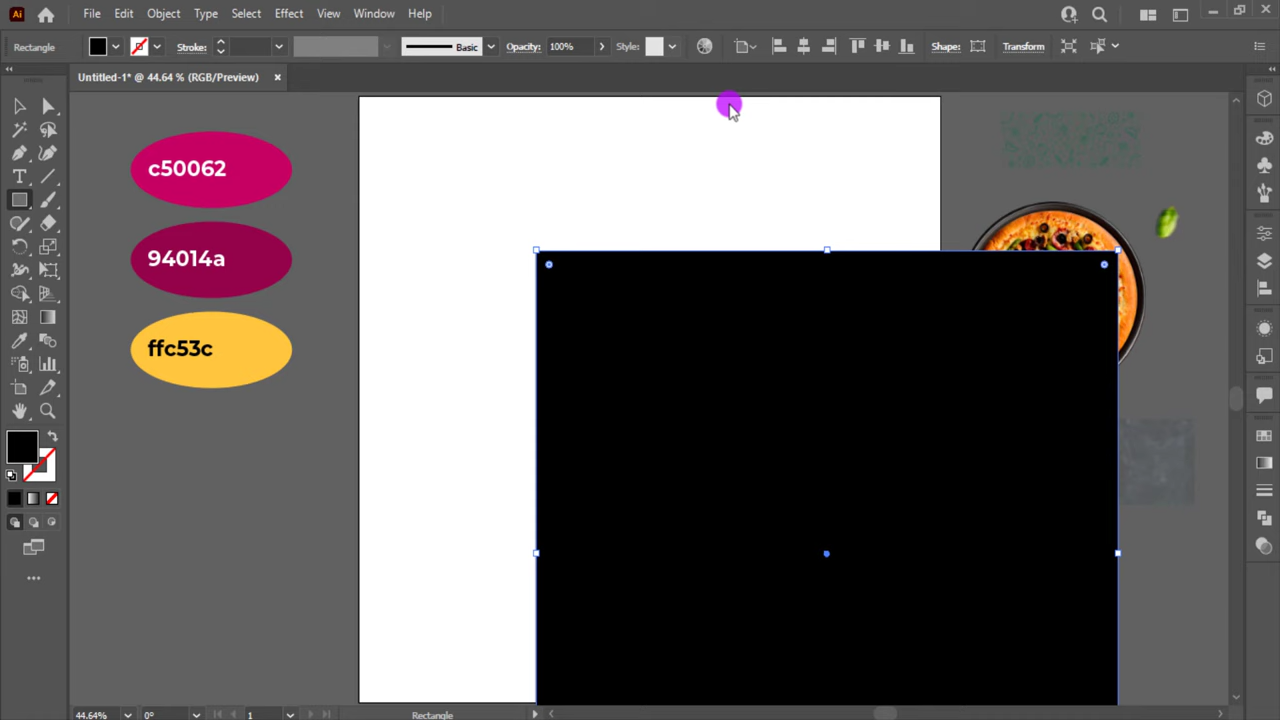 Ai File Edit Object Type Select Effect View Window Help
Rectangle Stroke: Basic Opacity: 100% Style: Shape: Transform
Untitled-1* @ 44.64 % (RGB/Preview)
c50062
94014a
ffc53c
44.64% 0° 1 Rectangle